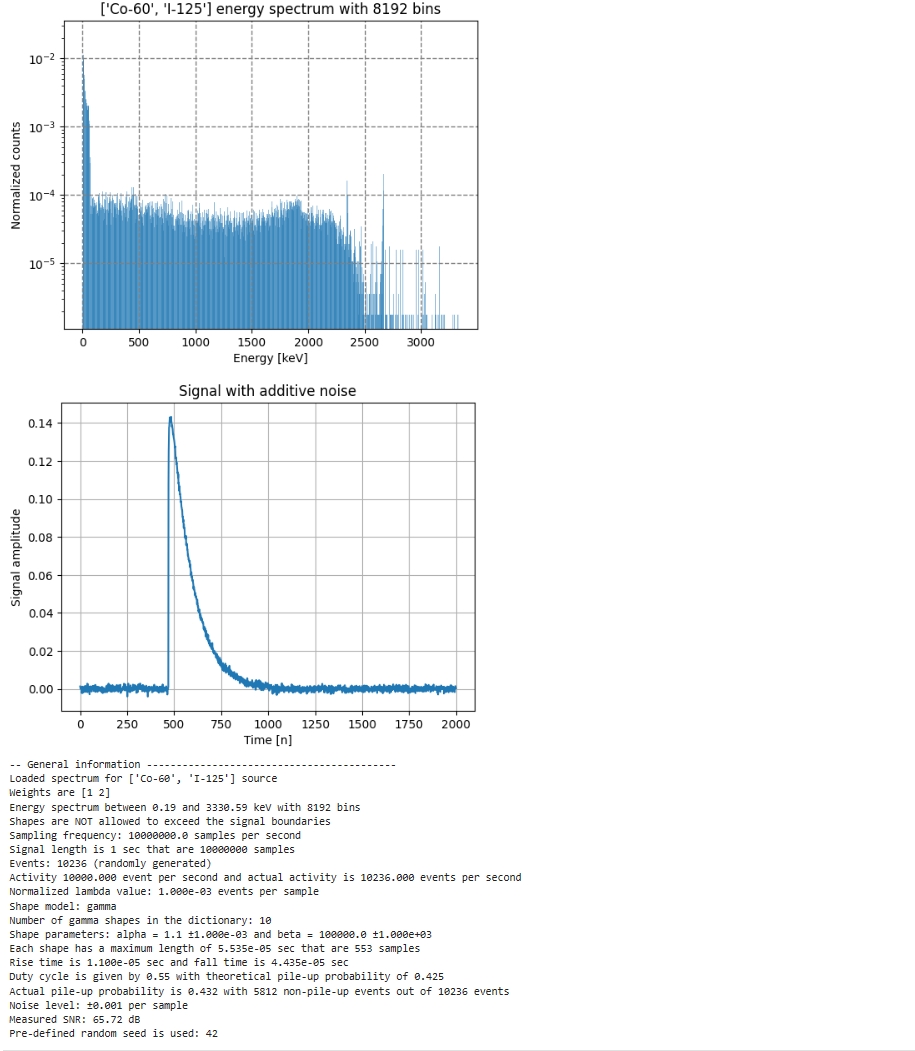 ['Co-60', 'I-125'] energy spectrum with 8192 bins
Normalized counts
10⁻²
10⁻³
10⁻⁴
10⁻⁵
0 500 1000 1500 2000 2500 3000
Energy [keV]
Signal with additive noise
Signal amplitude
0.14
0.12
0.10
0.08
0.06
0.04
0.02
0.00
0 250 500 750 1000 1250 1500 1750 2000
Time [n]
-- General information ------------------------------------------
Loaded spectrum for ['Co-60', 'I-125'] source
Weights are [1 2]
Energy spectrum between 0.19 and 3330.59 keV with 8192 bins
Shapes are NOT allowed to exceed the signal boundaries
Sampling frequency: 10000000.0 samples per second
Signal length is 1 sec that are 10000000 samples
Events: 10236 (randomly generated)
Activity 10000.000 event per second and actual activity is 10236.000 events per second
Normalized lambda value: 1.000e-03 events per sample
Shape model: gamma
Number of gamma shapes in the dictionary: 10
Shape parameters: alpha = 1.1 ±1.000e-03 and beta = 100000.0 ±1.000e+03
Each shape has a maximum length of 5.535e-05 sec that are 553 samples
Rise time is 1.100e-05 sec and fall time is 4.435e-05 sec
Duty cycle is given by 0.55 with theoretical pile-up probability of 0.425
Actual pile-up probability is 0.432 with 5812 non-pile-up events out of 10236 events
Noise level: ±0.001 per sample
Measured SNR: 65.72 dB
Pre-defined random seed is used: 42